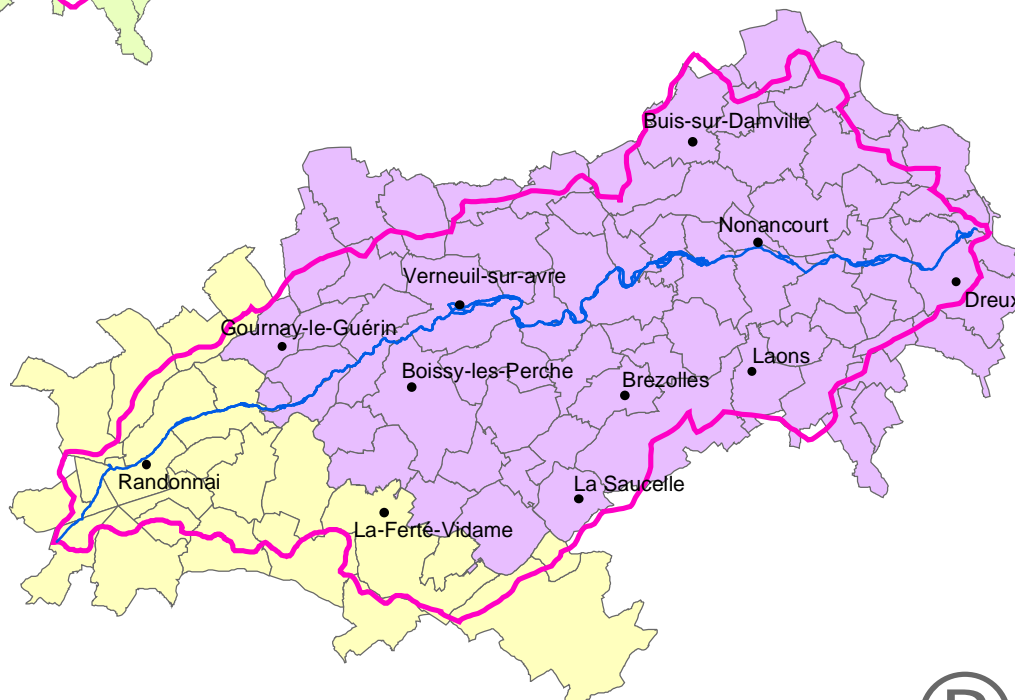 Buis-sur-Damville
Nonancourt
Verneuil-sur-avre
Dreux
Gournay-le-Guérin
Laons
Boissy-les-Perche
Brezolles
Randonnai
La Saucelle
La-Ferté-Vidame